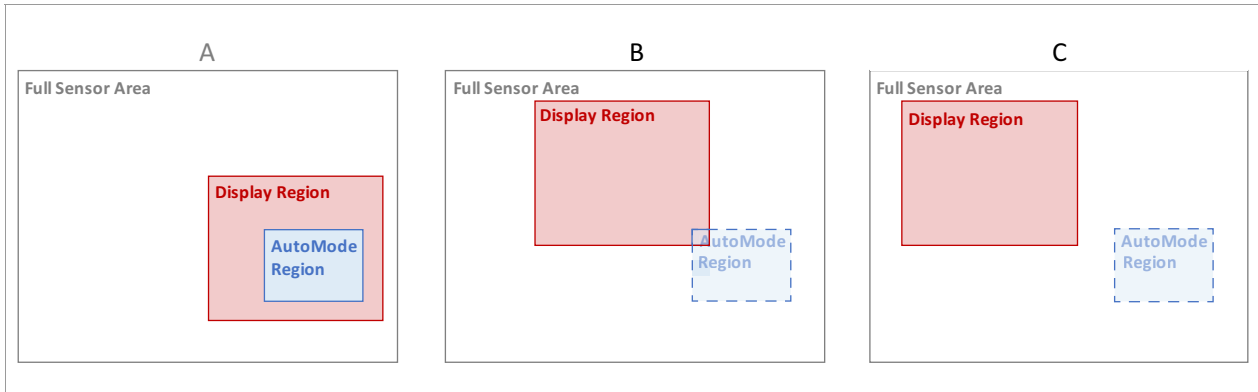 A
B
C
Full Sensor Area
Display Region
AutoMode
Region
Full Sensor Area
Display Region
AutoMode
Region
Full Sensor Area
Display Region
AutoMode
Region